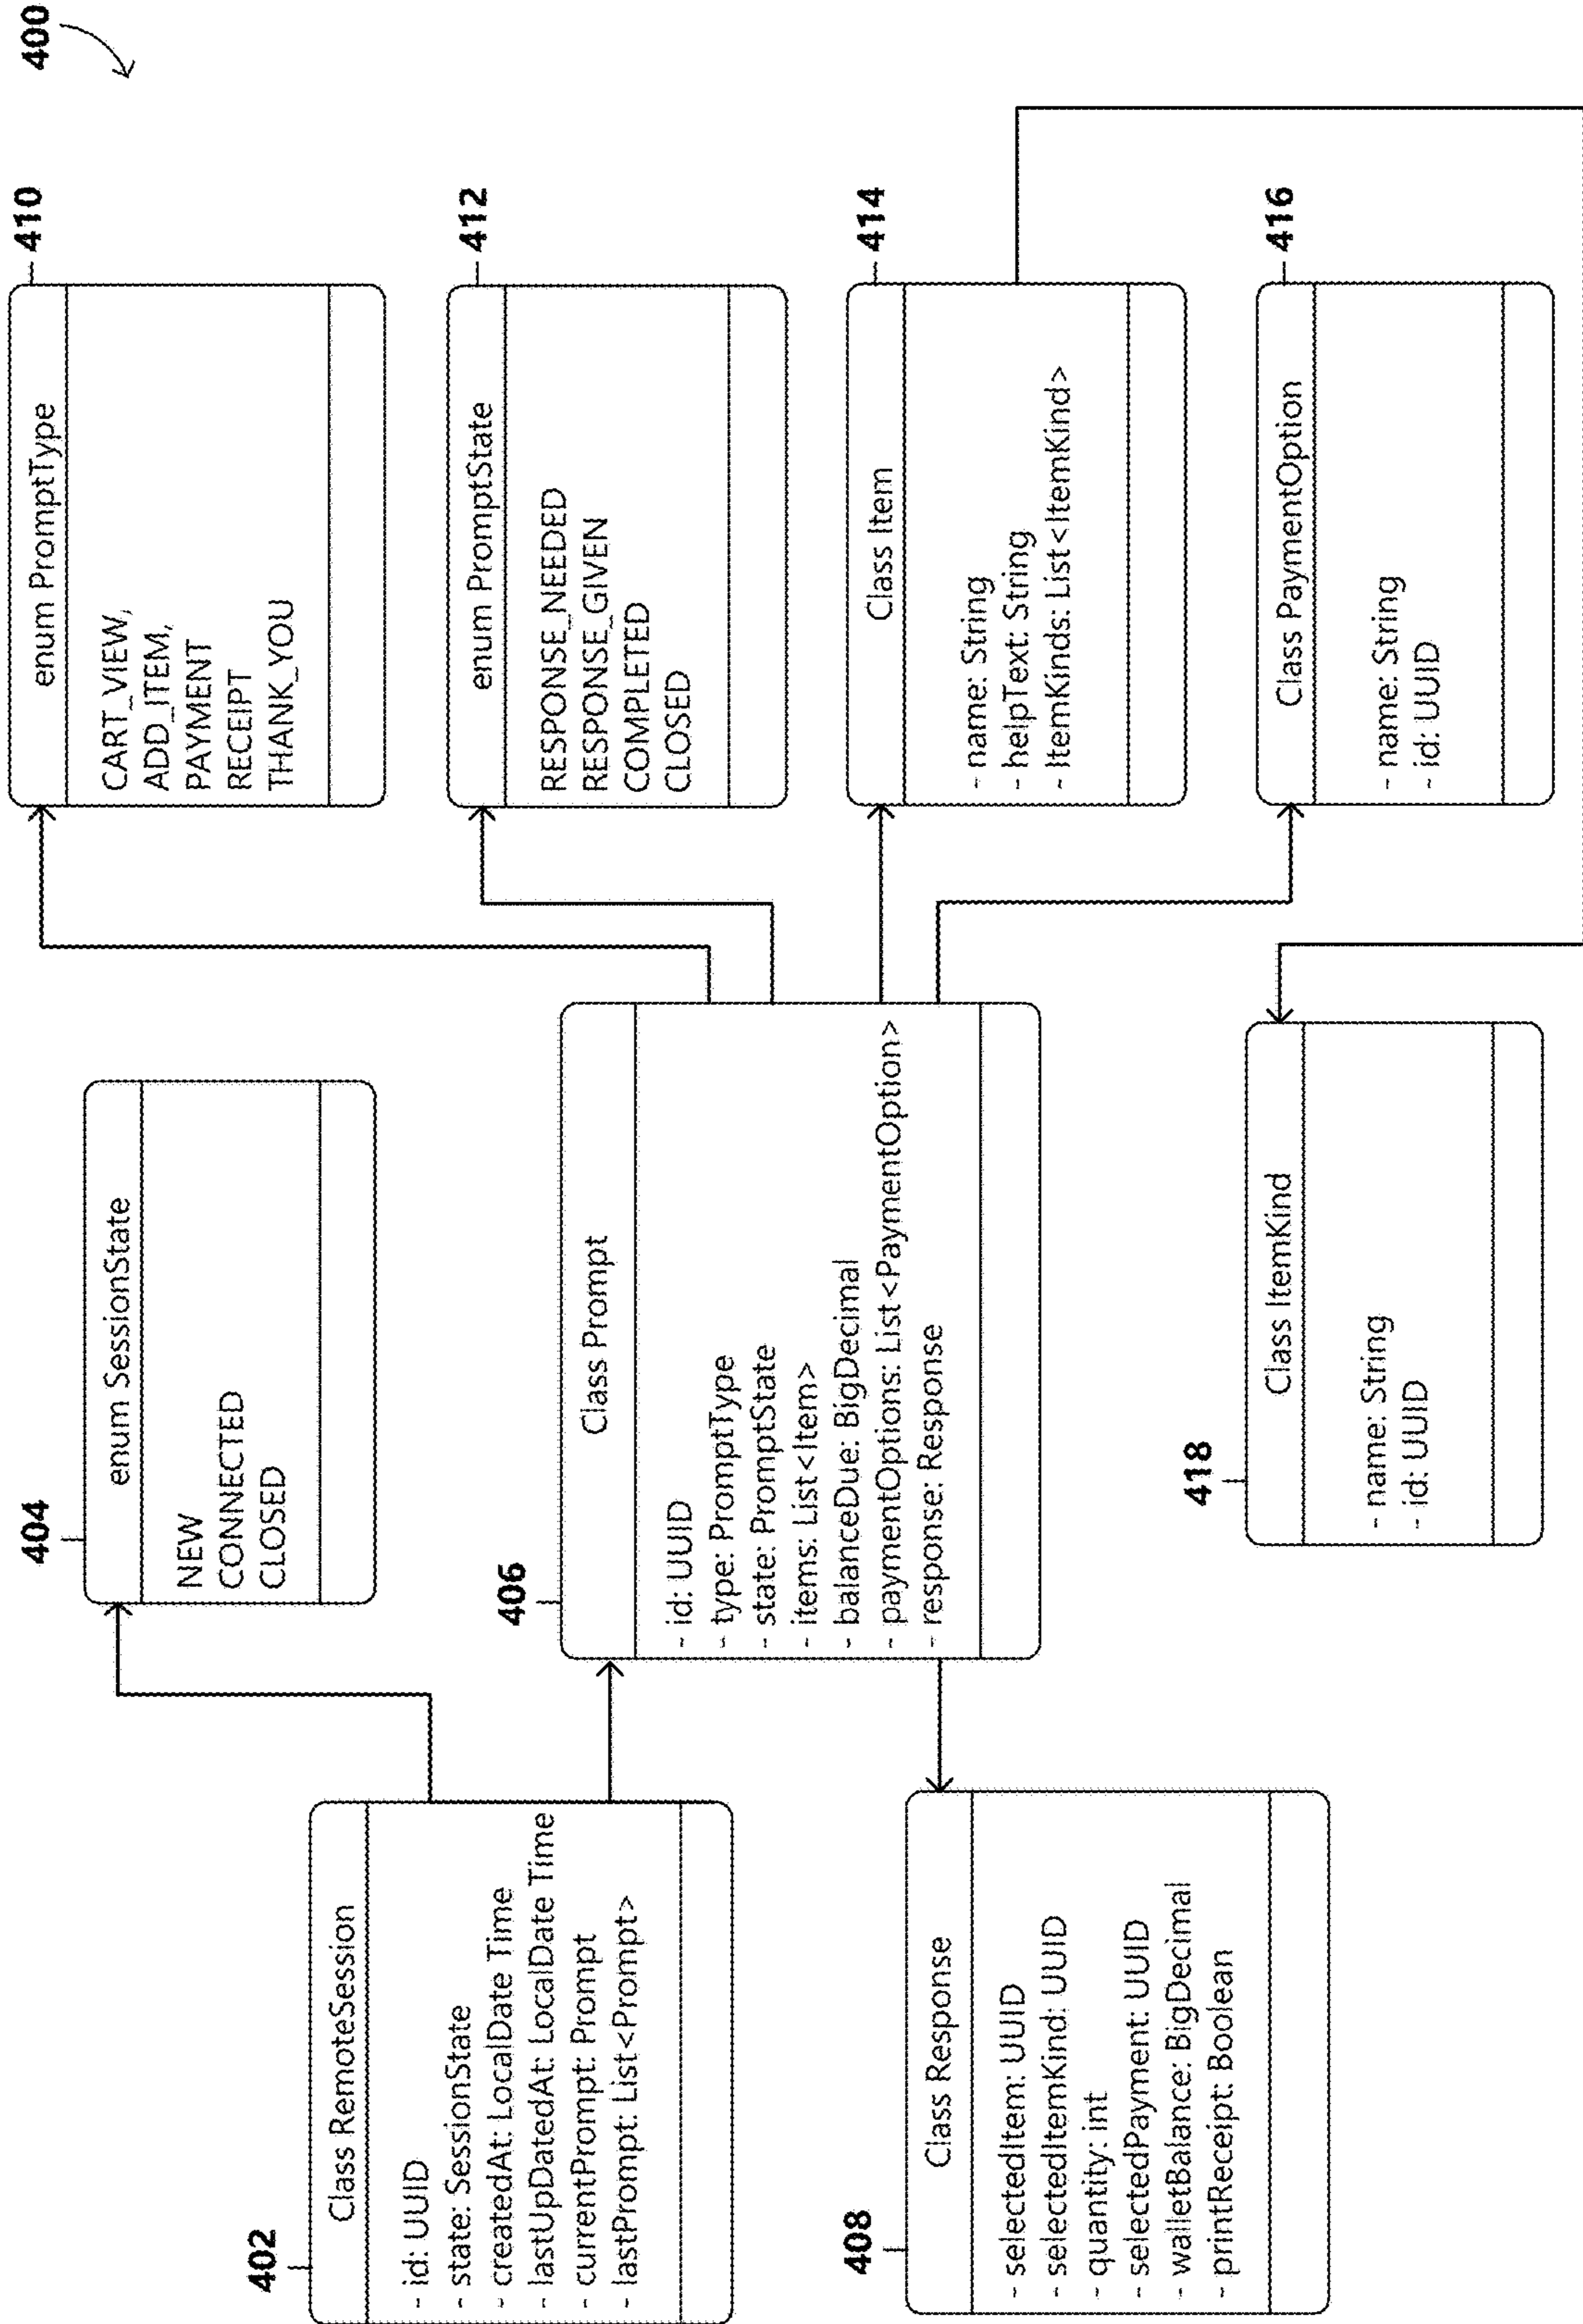 400
402
Class RemoteSession
- id: UUID
- state: SessionState
- createdAt: LocalDate Time
- lastUpDatedAt: LocalDate Time
- currentPrompt: Prompt
- lastPrompt: List<Prompt>
404
enum SessionState
NEW
CONNECTED
CLOSED
406
Class Prompt
- id: UUID
- type: PromptType
- state: PromptState
- items: List<Item>
- balanceDue: BigDecimal
- paymentOptions: List<PaymentOption>
- response: Response
408
Class Response
- selectedItem: UUID
- selectedItemKind: UUID
- quantity: int
- selectedPayment: UUID
- walletBalance: BigDecimal
- printReceipt: Boolean
410
enum PromptType
CART_VIEW,
ADD_ITEM,
PAYMENT
RECEIPT
THANK_YOU
412
enum PromptState
RESPONSE_NEEDED
RESPONSE_GIVEN
COMPLETED
CLOSED
414
Class Item
- name: String
- helpText: String
- ItemKinds: List<ItemKind>
416
Class PaymentOption
- name: String
- id: UUID
418
Class ItemKind
- name: String
- id: UUID